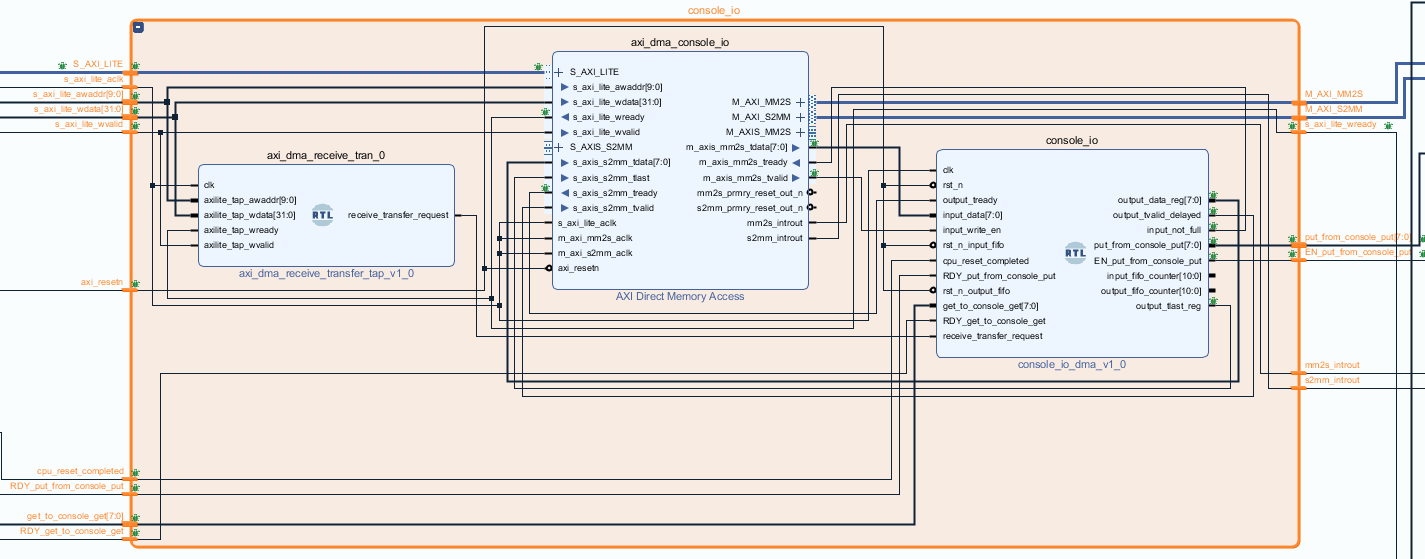 console_io
S_AXI_LITE
s_axi_lite_aclk
s_axi_lite_awaddr[9:0]
s_axi_lite_wdata[31:0]
s_axi_lite_wvalid
axi_resetn
cpu_reset_completed
RDY_put_from_console_put
get_to_console_get[7:0]
RDY_get_to_console_get
axi_dma_receive_tran_0
clk
axilite_tap_awaddr[9:0]
axilite_tap_wdata[31:0]
axilite_tap_wready
axilite_tap_wvalid
RTL
receive_transfer_request
axi_dma_receive_transfer_tap_v1_0
axi_dma_console_io
S_AXI_LITE
s_axi_lite_awaddr[9:0]
s_axi_lite_wdata[31:0]
s_axi_lite_wready
s_axi_lite_wvalid
S_AXIS_S2MM
s_axis_s2mm_tdata[7:0]
s_axis_s2mm_tlast
s_axis_s2mm_tready
s_axis_s2mm_tvalid
s_axi_lite_aclk
m_axi_mm2s_aclk
m_axi_s2mm_aclk
axi_resetn
M_AXI_MM2S
M_AXI_S2MM
M_AXIS_MM2S
m_axis_mm2s_tdata[7:0]
m_axis_mm2s_tready
m_axis_mm2s_tvalid
mm2s_prmry_reset_out_n
s2mm_prmry_reset_out_n
mm2s_introut
s2mm_introut
AXI Direct Memory Access
console_io
clk
rst_n
output_tready
input_data[7:0]
input_write_en
rst_n_input_fifo
cpu_reset_completed
RDY_put_from_console_put
rst_n_output_fifo
get_to_console_get[7:0]
RDY_get_to_console_get
receive_transfer_request
RTL
output_data_reg[7:0]
output_tvalid_delayed
input_not_full
put_from_console_put[7:0]
EN_put_from_console_put
input_fifo_counter[10:0]
output_fifo_counter[10:0]
output_tlast_reg
console_io_dma_v1_0
M_AXI_MM2S
M_AXI_S2MM
s_axi_lite_wready
put_from_console_put[7:0]
EN_put_from_console_put
mm2s_introut
s2mm_introut